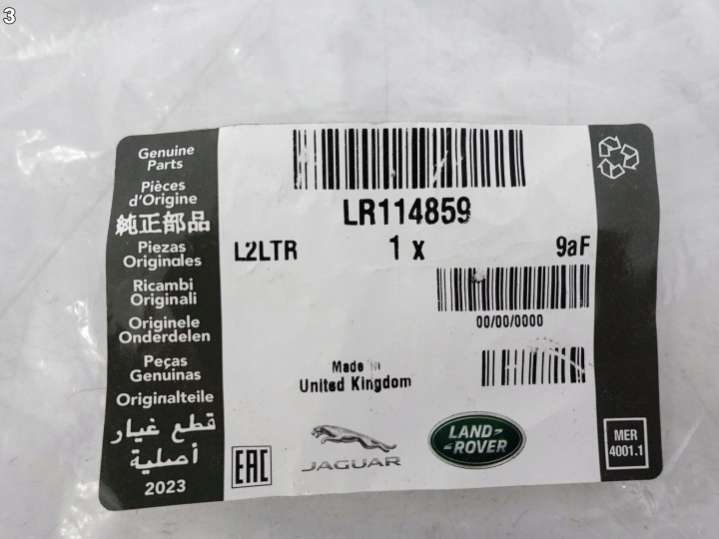 3
Genuine
Parts
Pièces
d'Origine
純正部品
Piezas
Originales
Ricambi
Originali
Originele
Onderdelen
Peças
Genuinas
Originalteile
قطع غيار
أصلية
2023
LR114859
L2LTR 1 x 9aF
00/00/0000
Made in
United Kingdom
EAC
JAGUAR
LAND-
ROVER
MER
4001.1